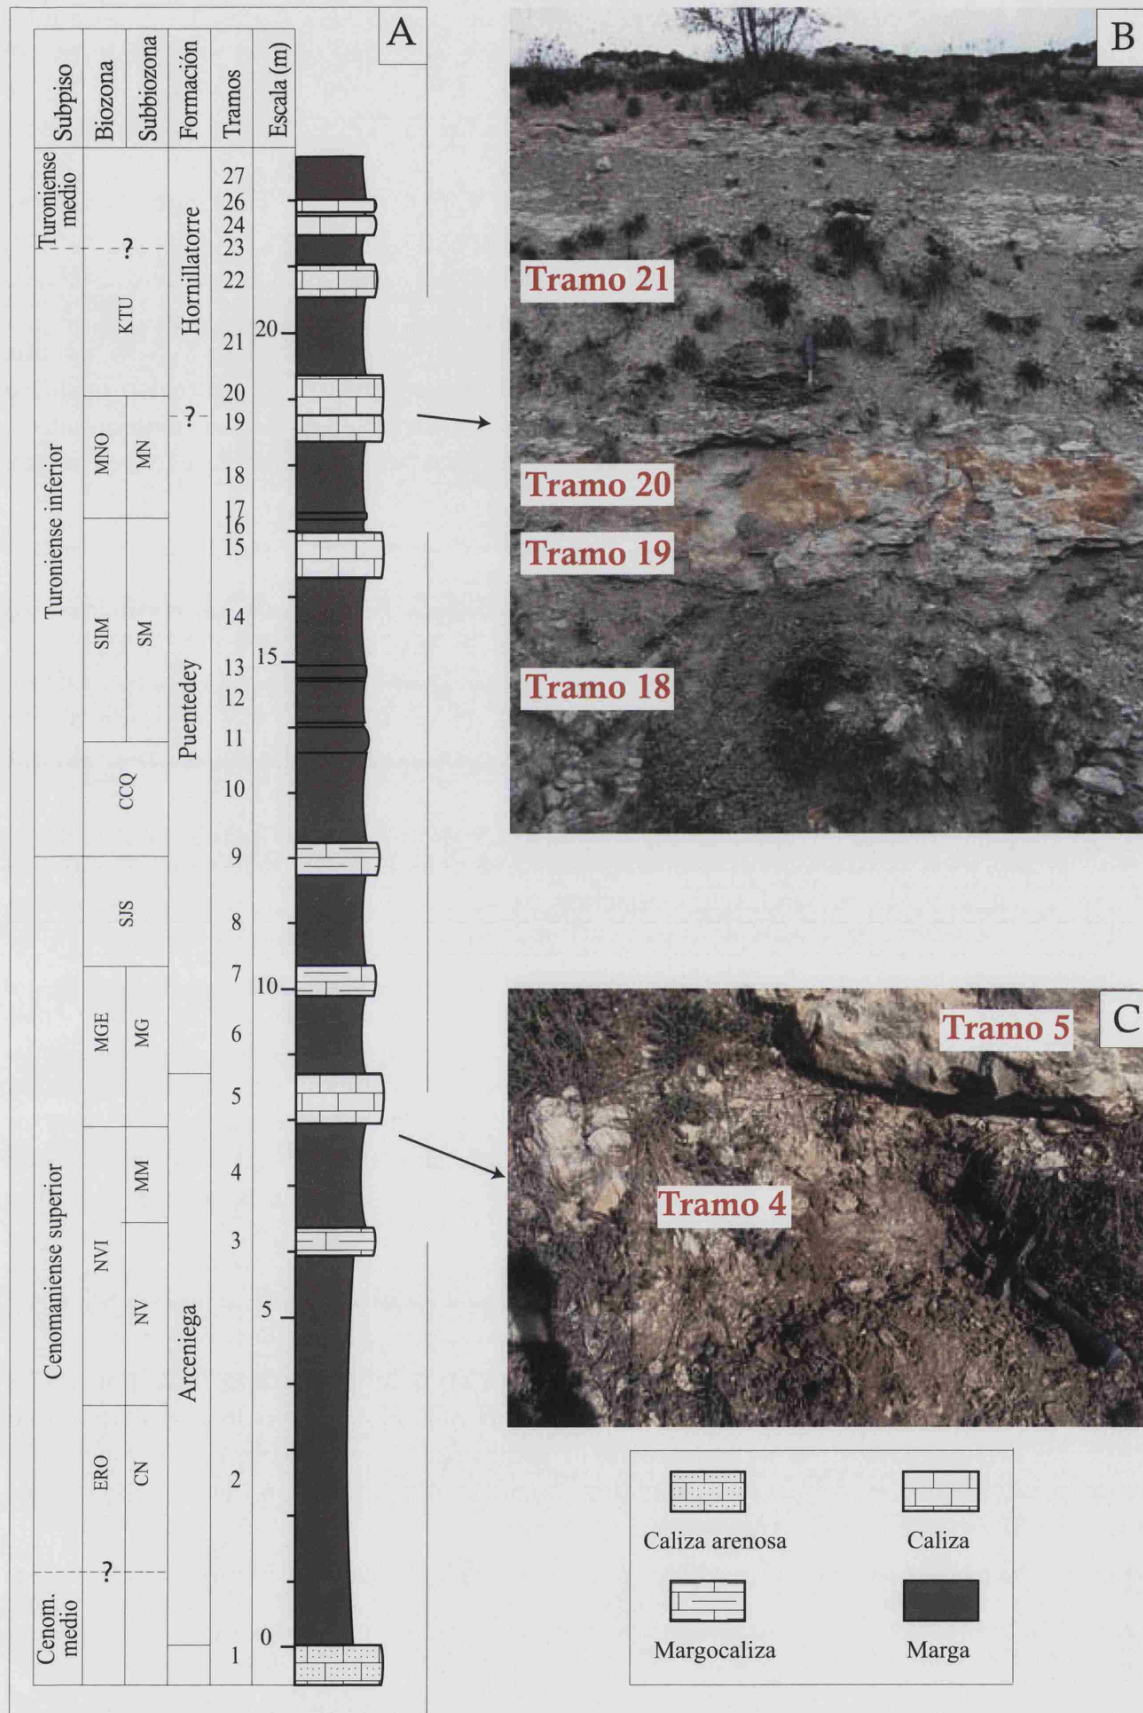 A
Subpiso
Biozona
Subbiozona
Formación
Tramos
Escala (m)
Turoniense
medio
Turoniense inferior
Cenomaniense superior
Cenom.
medio
?
KTU
MNO
SIM
CCQ
SJS
MGE
NVI
ERO
?
MN
SM
MG
MM
NV
CN
Hornillatorre
?
Puentedey
Arceniega
27
26
24
23
22
21
20
19
18
17
16
15
14
13
12
11
10
9
8
7
6
5
4
3
2
1
20
15
10
5
0
B
Tramo 21
Tramo 20
Tramo 19
Tramo 18
C
Tramo 5
Tramo 4
Caliza arenosa
Caliza
Margocaliza
Marga